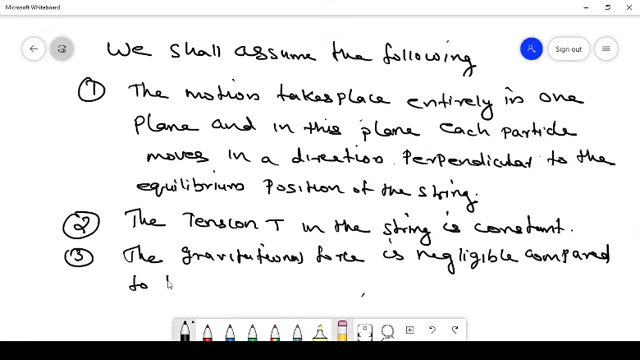 Microsoft Whiteboard
Sign out
We shall assume the following
① The motion takesplace entirely in one
plane and in this plane each particle
moves in a direction perpendicular to the
equilibrium position of the string.
② The Tension T in the string is constant.
③ The gravitational force is negligible compared
to